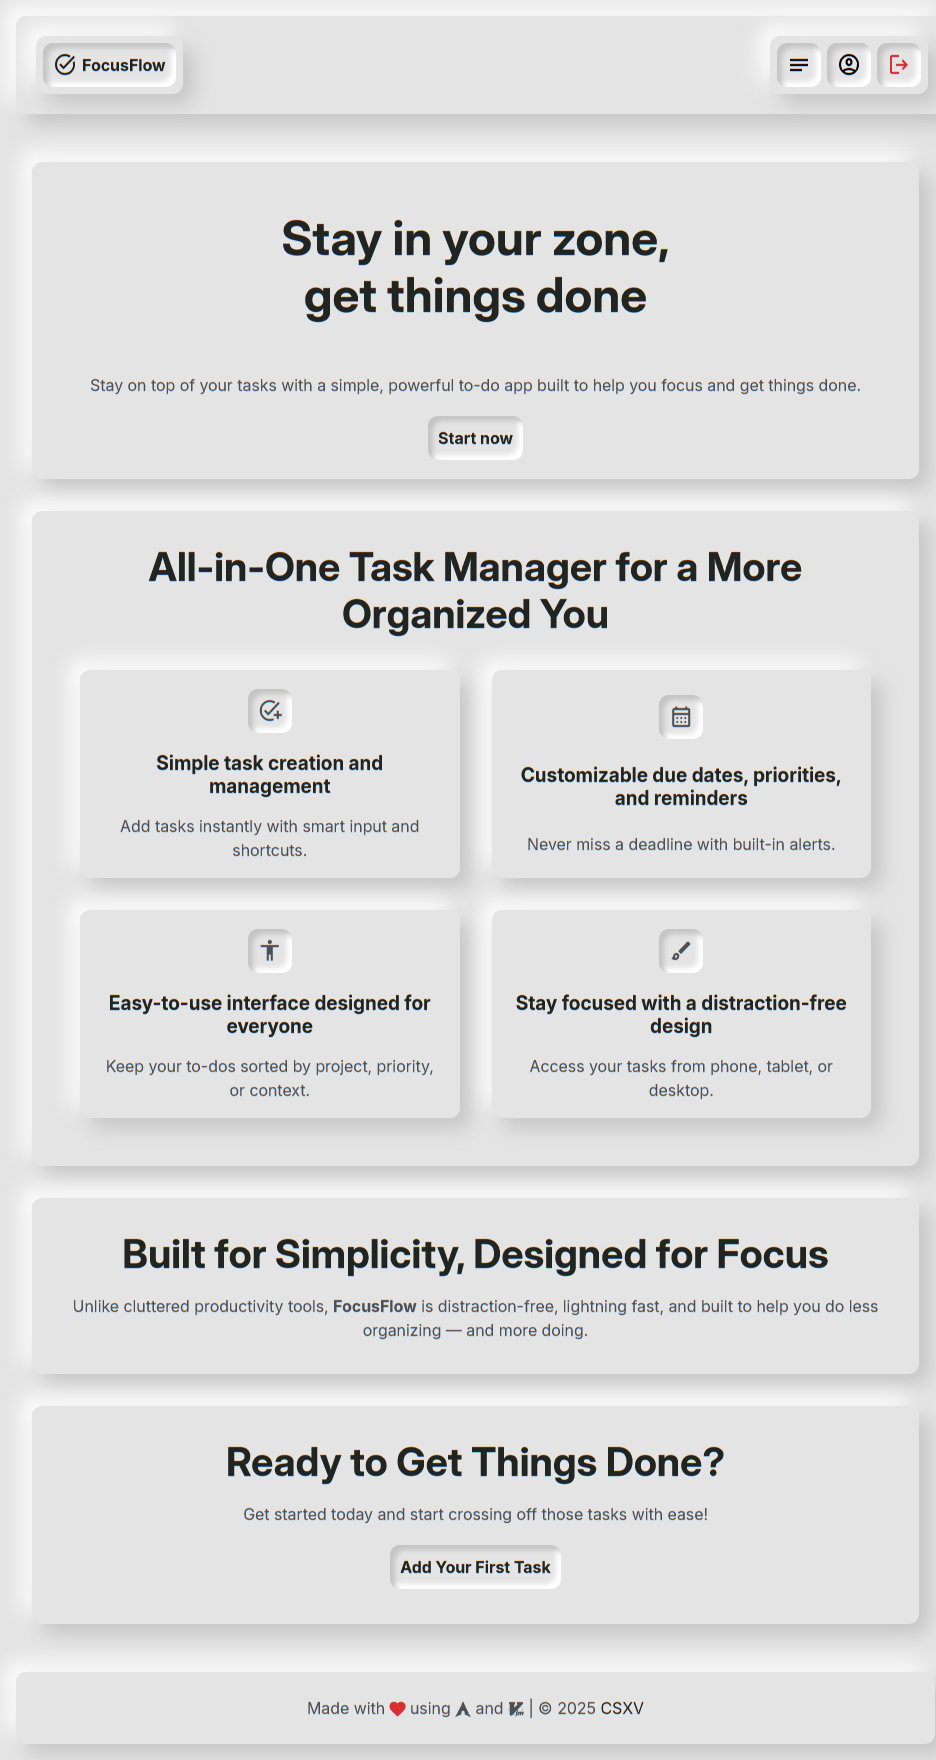 FocusFlow
Stay in your zone,
get things done
Stay on top of your tasks with a simple, powerful to-do app built to help you focus and get things done.
Start now
All-in-One Task Manager for a More
Organized You
Simple task creation and
management
Add tasks instantly with smart input and
shortcuts.
Customizable due dates, priorities,
and reminders
Never miss a deadline with built-in alerts.
Easy-to-use interface designed for
everyone
Keep your to-dos sorted by project, priority,
or context.
Stay focused with a distraction-free
design
Access your tasks from phone, tablet, or
desktop.
Built for Simplicity, Designed for Focus
Unlike cluttered productivity tools, FocusFlow is distraction-free, lightning fast, and built to help you do less
organizing — and more doing.
Ready to Get Things Done?
Get started today and start crossing off those tasks with ease!
Add Your First Task
Made with using and | © 2025 CSXV